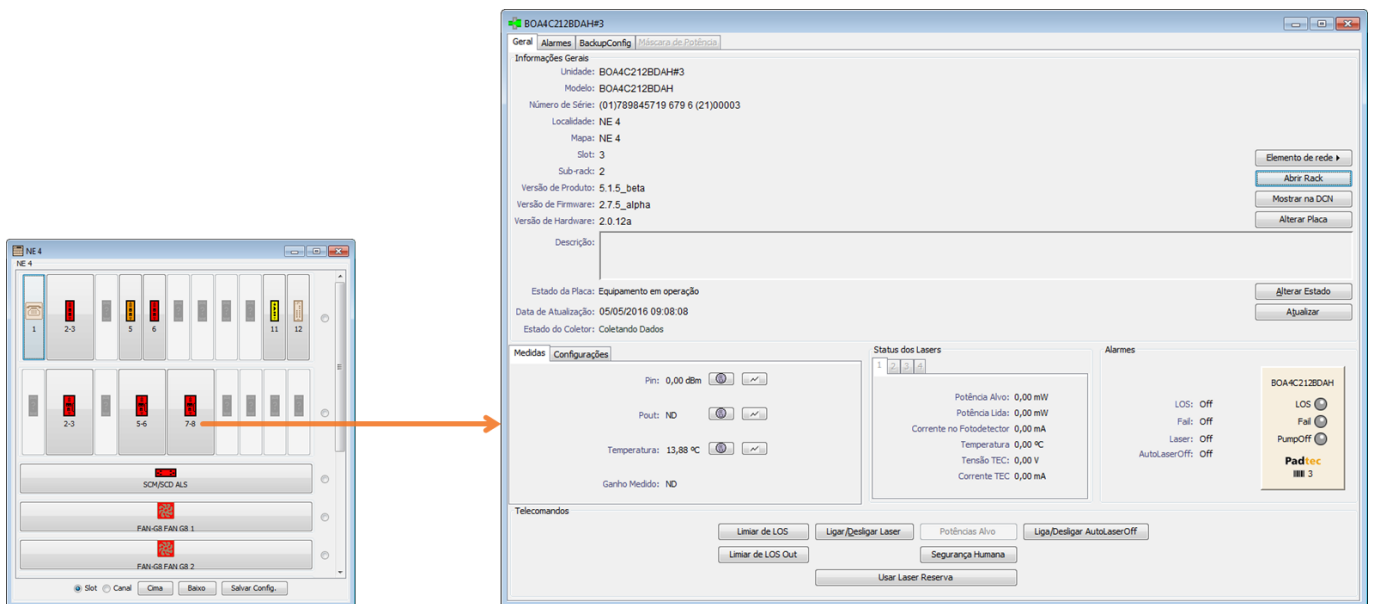 NE 4
NE 4
1
2-3
5
6
11
12
2-3
5-6
7-8
SCM/SCD ALS
FAN-G8 FAN G8 1
FAN-G8 FAN G8 2
Slot Canal Cima Baixo Salvar Config.
BOA4C212BDAH#3
Geral Alarmes BackupConfig Máscara de Potência
Informações Gerais
Unidade: BOA4C212BDAH#3
Modelo: BOA4C212BDAH
Número de Série: (01)789845719 679 6 (21)00003
Localidade: NE 4
Mapa: NE 4
Slot: 3
Sub-rack: 2
Versão de Produto: 5.1.5_beta
Versão de Firmware: 2.7.5_alpha
Versão de Hardware: 2.0.12a
Descrição:
Elemento de rede
Abrir Rack
Mostrar na DCN
Alterar Placa
Estado da Placa: Equipamento em operação
Data de Atualização: 05/05/2016 09:08:08
Estado do Coletor: Coletando Dados
Alterar Estado
Atualizar
Medidas Configurações
Pin: 0,00 dBm
Pout: ND
Temperatura: 13,88 ºC
Ganho Medido: ND
Status dos Lasers
1 2 3 4
Potência Alvo: 0,00 mW
Potência Lida: 0,00 mW
Corrente no Fotodetector 0,00 mA
Temperatura 0,00 ºC
Tensão TEC: 0,00 V
Corrente TEC 0,00 mA
Alarmes
LOS: Off
Fail: Off
Laser: Off
AutoLaserOff: Off
BOA4C212BDAH
LOS
Fail
PumpOff
Padtec
3
Telecomandos
Limiar de LOS Ligar/Desligar Laser Potências Alvo Liga/Desligar AutoLaserOff
Limiar de LOS Out Segurança Humana
Usar Laser Reserva